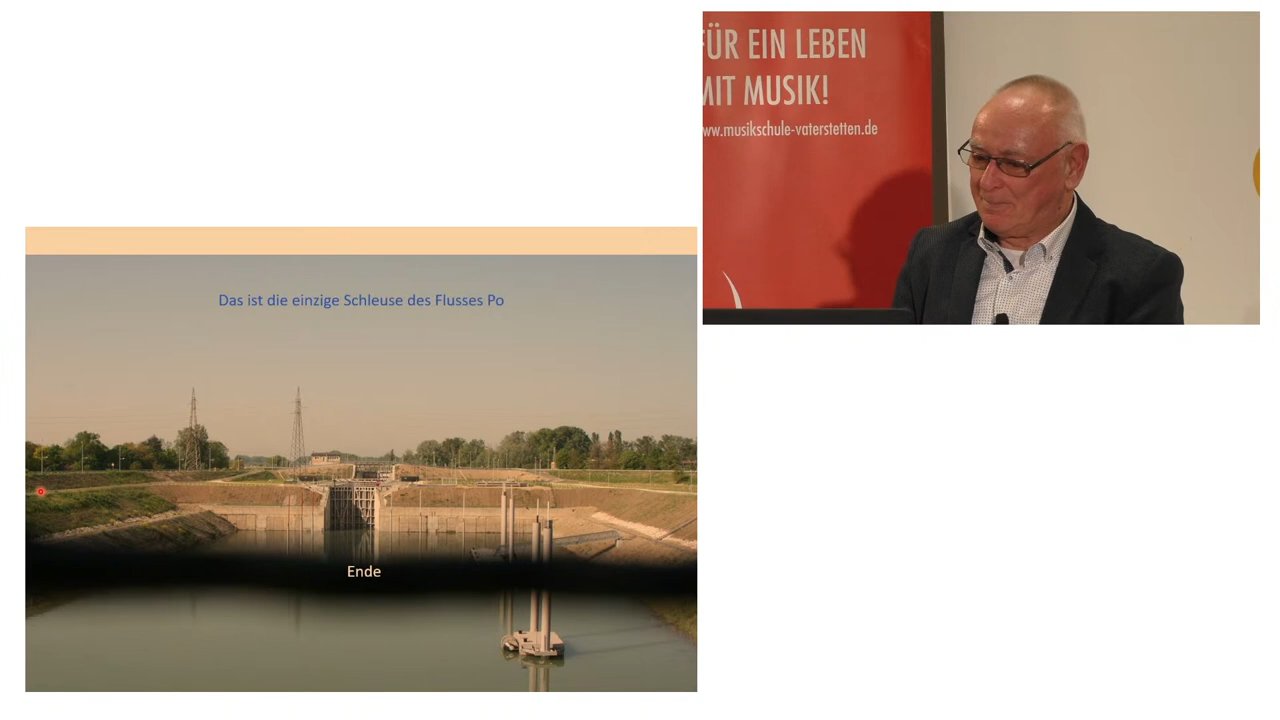 FÜR EIN LEBEN
MIT MUSIK!
www.musikschule-vaterstetten.de
Das ist die einzige Schleuse des Flusses Po
Ende